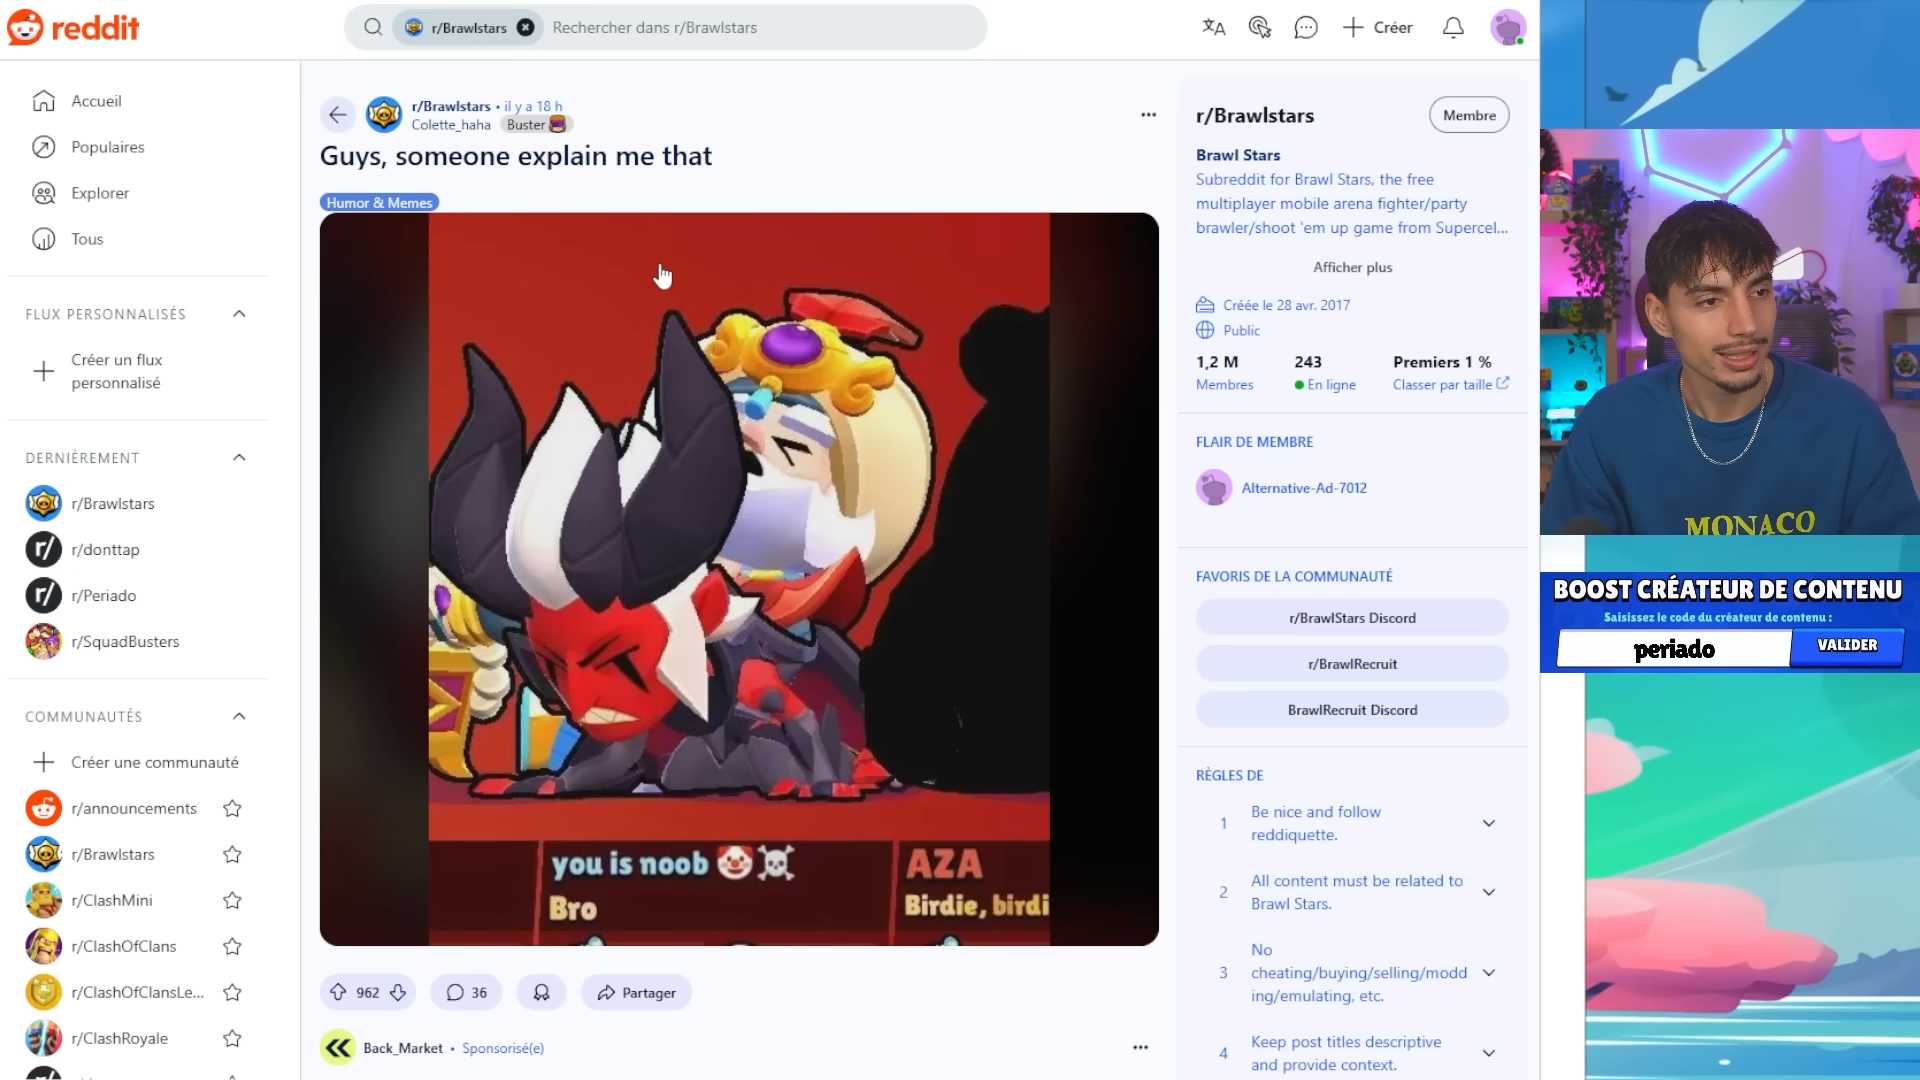 reddit
r/Brawlstars
Rechercher dans r/Brawlstars
Créer
Accueil
Populaires
Explorer
Tous
FLUX PERSONNALISÉS
Créer un flux
personnalisé
DERNIÈREMENT
r/Brawlstars
r/donttap
r/Periado
r/SquadBusters
COMMUNAUTÉS
Créer une communauté
r/announcements
r/Brawlstars
r/ClashMini
r/ClashOfClans
r/ClashOfClansLe...
r/ClashRoyale
r/Brawlstars • il y a 18 h
Colette_haha Buster
Guys, someone explain me that
Humor & Memes
you is noob 🤡☠️
Bro
AZA
Birdie, birdi
962
36
Partager
Back_Market • Sponsorisé(e)
r/Brawlstars
Membre
Brawl Stars
Subreddit for Brawl Stars, the free
multiplayer mobile arena fighter/party
brawler/shoot 'em up game from Supercel...
Afficher plus
Créée le 28 avr. 2017
Public
1,2 M 243 Premiers 1 %
Membres En ligne Classer par taille
FLAIR DE MEMBRE
Alternative-Ad-7012
FAVORIS DE LA COMMUNAUTÉ
r/BrawlStars Discord
r/BrawlRecruit
BrawlRecruit Discord
RÈGLES DE
1 Be nice and follow
reddiquette.
2 All content must be related to
Brawl Stars.
3 No
cheating/buying/selling/modd
ing/emulating, etc.
4 Keep post titles descriptive
and provide context.
MONACO
BOOST CRÉATEUR DE CONTENU
Saisissez le code du créateur de contenu :
periado
VALIDER